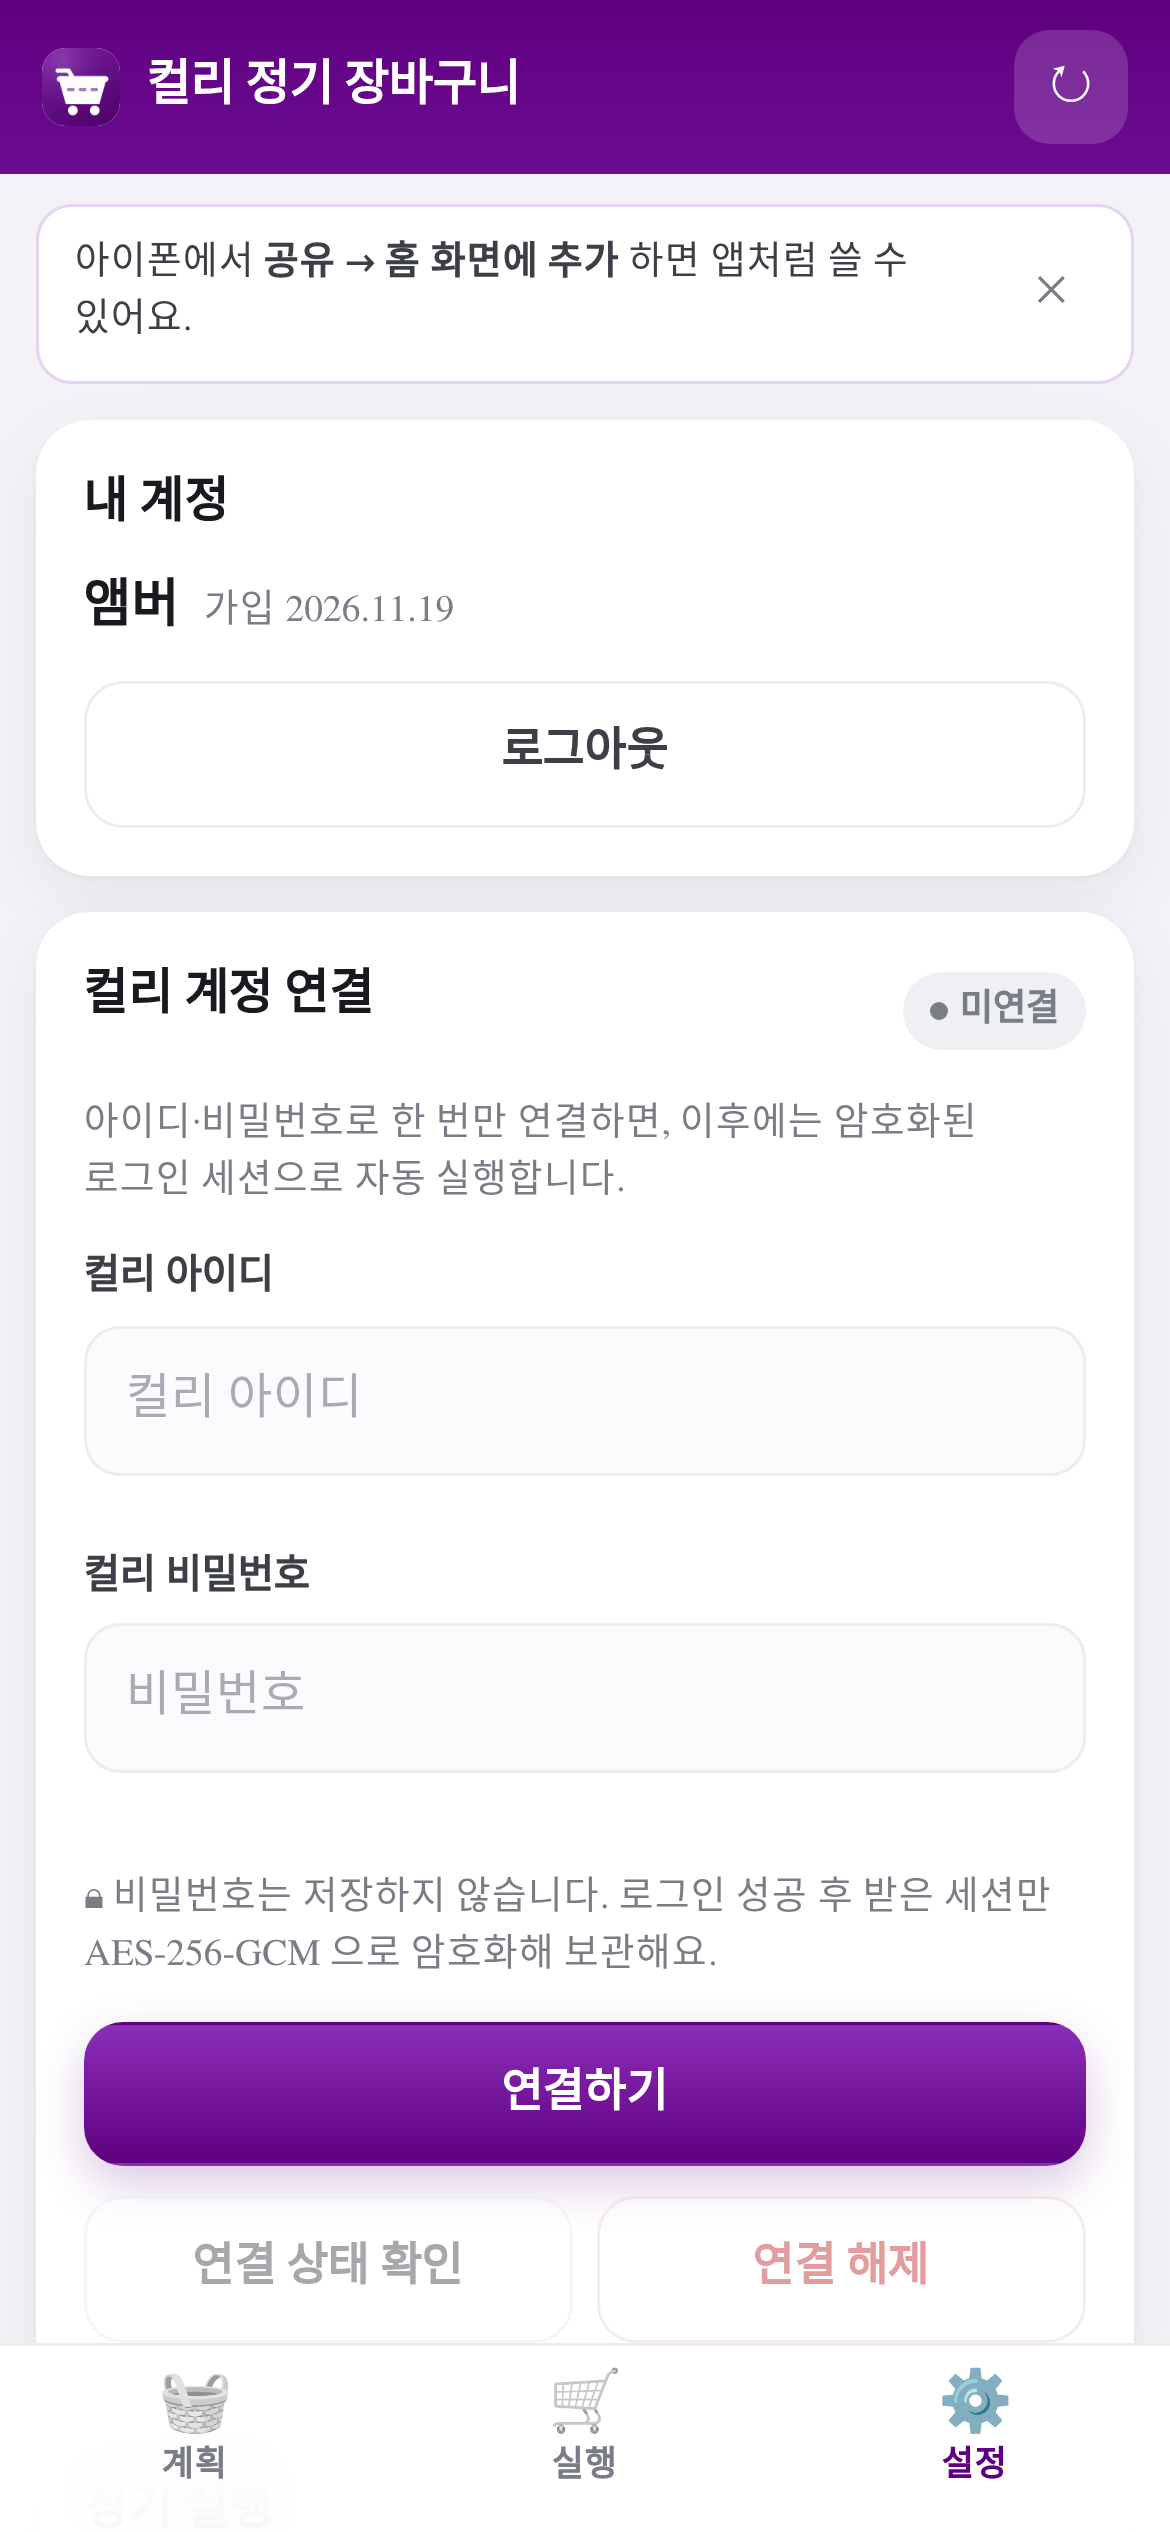 컬리 정기 장바구니
아이폰에서 공유 → 홈 화면에 추가 하면 앱처럼 쓸 수
있어요.
내 계정
앰버 가입 2026.11.19
로그아웃
컬리 계정 연결
미연결
아이디·비밀번호로 한 번만 연결하면, 이후에는 암호화된
로그인 세션으로 자동 실행합니다.
컬리 아이디
컬리 아이디
컬리 비밀번호
비밀번호
비밀번호는 저장하지 않습니다. 로그인 성공 후 받은 세션만
AES-256-GCM 으로 암호화해 보관해요.
연결하기
연결 상태 확인
연결 해제
계획
실행
설정
정기 실행